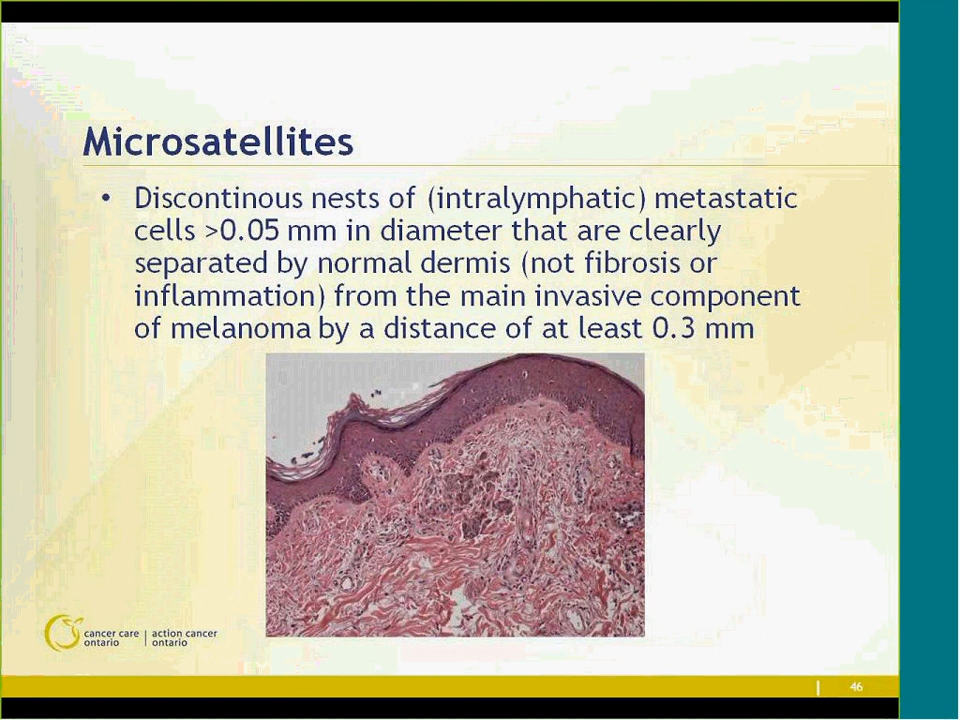 Microsatellites
• Discontinous nests of (intralymphatic) metastatic
cells >0.05 mm in diameter that are clearly
separated by normal dermis (not fibrosis or
inflammation) from the main invasive component
of melanoma by a distance of at least 0.3 mm
cancer care | action cancer
ontario | ontario
46